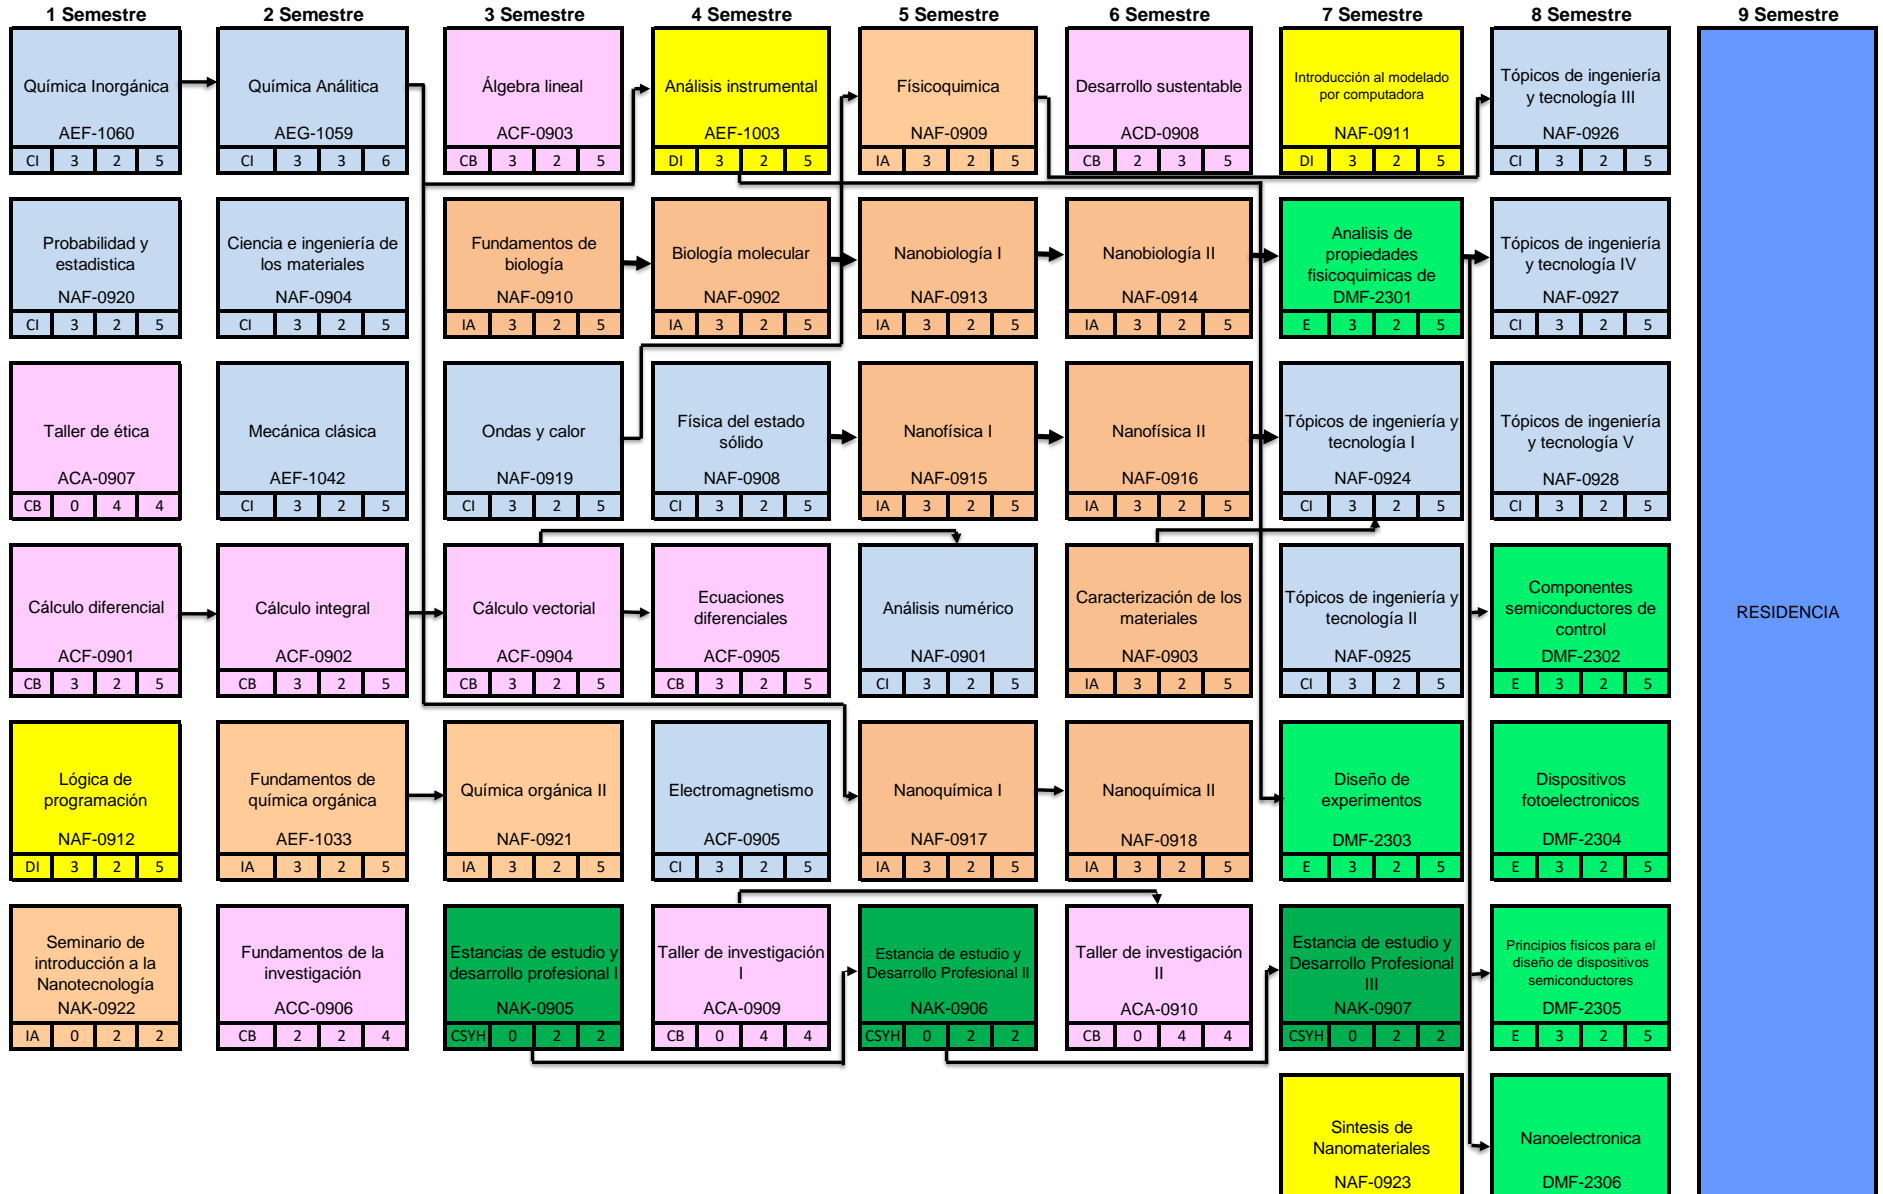 1 Semestre 2 Semestre 3 Semestre 4 Semestre 5 Semestre 6 Semestre 7 Semestre 8 Semestre 9 Semestre
Química Inorgánica
AEF-1060
CI 3 2 5
Química Análitica
AEG-1059
CI 3 3 6
Álgebra lineal
ACF-0903
CB 3 2 5
Análisis instrumental
AEF-1003
DI 3 2 5
Físicoquimica
NAF-0909
IA 3 2 5
Desarrollo sustentable
ACD-0908
CB 2 3 5
Introducción al modelado
por computadora
NAF-0911
DI 3 2 5
Tópicos de ingeniería
y tecnología III
NAF-0926
CI 3 2 5
Probabilidad y
estadistica
NAF-0920
CI 3 2 5
Ciencia e ingeniería de
los materiales
NAF-0904
CI 3 2 5
Fundamentos de
biología
NAF-0910
IA 3 2 5
Biología molecular
NAF-0902
IA 3 2 5
Nanobiología I
NAF-0913
IA 3 2 5
Nanobiología II
NAF-0914
IA 3 2 5
Analisis de
propiedades
fisicoquimicas de
DMF-2301
E 3 2 5
Tópicos de ingeniería
y tecnología IV
NAF-0927
CI 3 2 5
Taller de ética
ACA-0907
CB 0 4 4
Mecánica clásica
AEF-1042
CI 3 2 5
Ondas y calor
NAF-0919
CI 3 2 5
Física del estado
sólido
NAF-0908
CI 3 2 5
Nanofísica I
NAF-0915
IA 3 2 5
Nanofísica II
NAF-0916
IA 3 2 5
Tópicos de ingeniería y
tecnología I
NAF-0924
CI 3 2 5
Tópicos de ingeniería
y tecnología V
NAF-0928
CI 3 2 5
Cálculo diferencial
ACF-0901
CB 3 2 5
Cálculo integral
ACF-0902
CB 3 2 5
Cálculo vectorial
ACF-0904
CB 3 2 5
Ecuaciones
diferenciales
ACF-0905
CB 3 2 5
Análisis numérico
NAF-0901
CI 3 2 5
Caracterización de los
materiales
NAF-0903
IA 3 2 5
Tópicos de ingeniería y
tecnología II
NAF-0925
CI 3 2 5
Componentes
semiconductores de
control
DMF-2302
E 3 2 5
RESIDENCIA
Lógica de
programación
NAF-0912
DI 3 2 5
Fundamentos de
química orgánica
AEF-1033
IA 3 2 5
Química orgánica II
NAF-0921
IA 3 2 5
Electromagnetismo
ACF-0905
CI 3 2 5
Nanoquímica I
NAF-0917
IA 3 2 5
Nanoquímica II
NAF-0918
IA 3 2 5
Diseño de
experimentos
DMF-2303
E 3 2 5
Dispositivos
fotoelectronicos
DMF-2304
E 3 2 5
Seminario de
introducción a la
Nanotecnología
NAK-0922
IA 0 2 2
Fundamentos de la
investigación
ACC-0906
CB 2 2 4
Estancias de estudio y
desarrollo profesional I
NAK-0905
CSYH 0 2 2
Taller de investigación
I
ACA-0909
CB 0 4 4
Estancia de estudio y
Desarrollo Profesional II
NAK-0906
CSYH 0 2 2
Taller de investigación
II
ACA-0910
CB 0 4 4
Estancia de estudio y
Desarrollo Profesional
III
NAK-0907
CSYH 0 2 2
Principios fisicos para el
diseño de dispositivos
semiconductores
DMF-2305
E 3 2 5
Sintesis de
Nanomateriales
NAF-0923
Nanoelectronica
DMF-2306